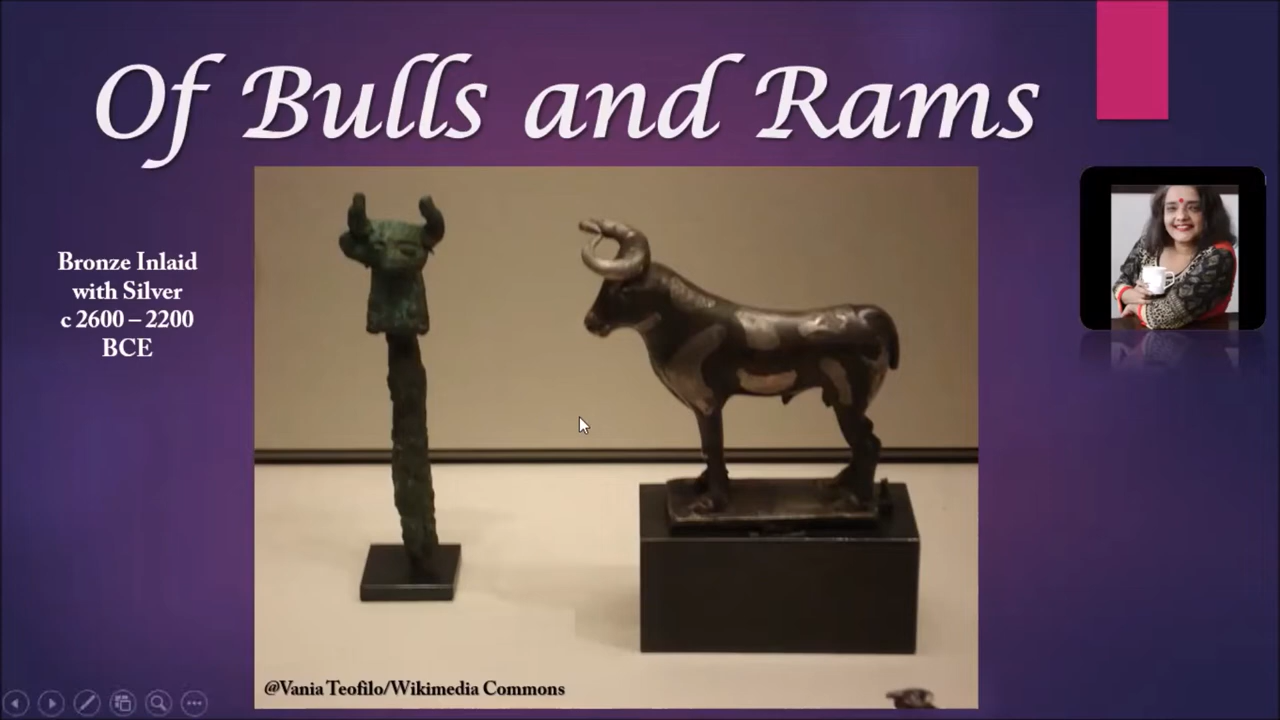 Of Bulls and Rams
Bronze Inlaid
with Silver
c 2600 – 2200
BCE
@Vania Teofilo/Wikimedia Commons